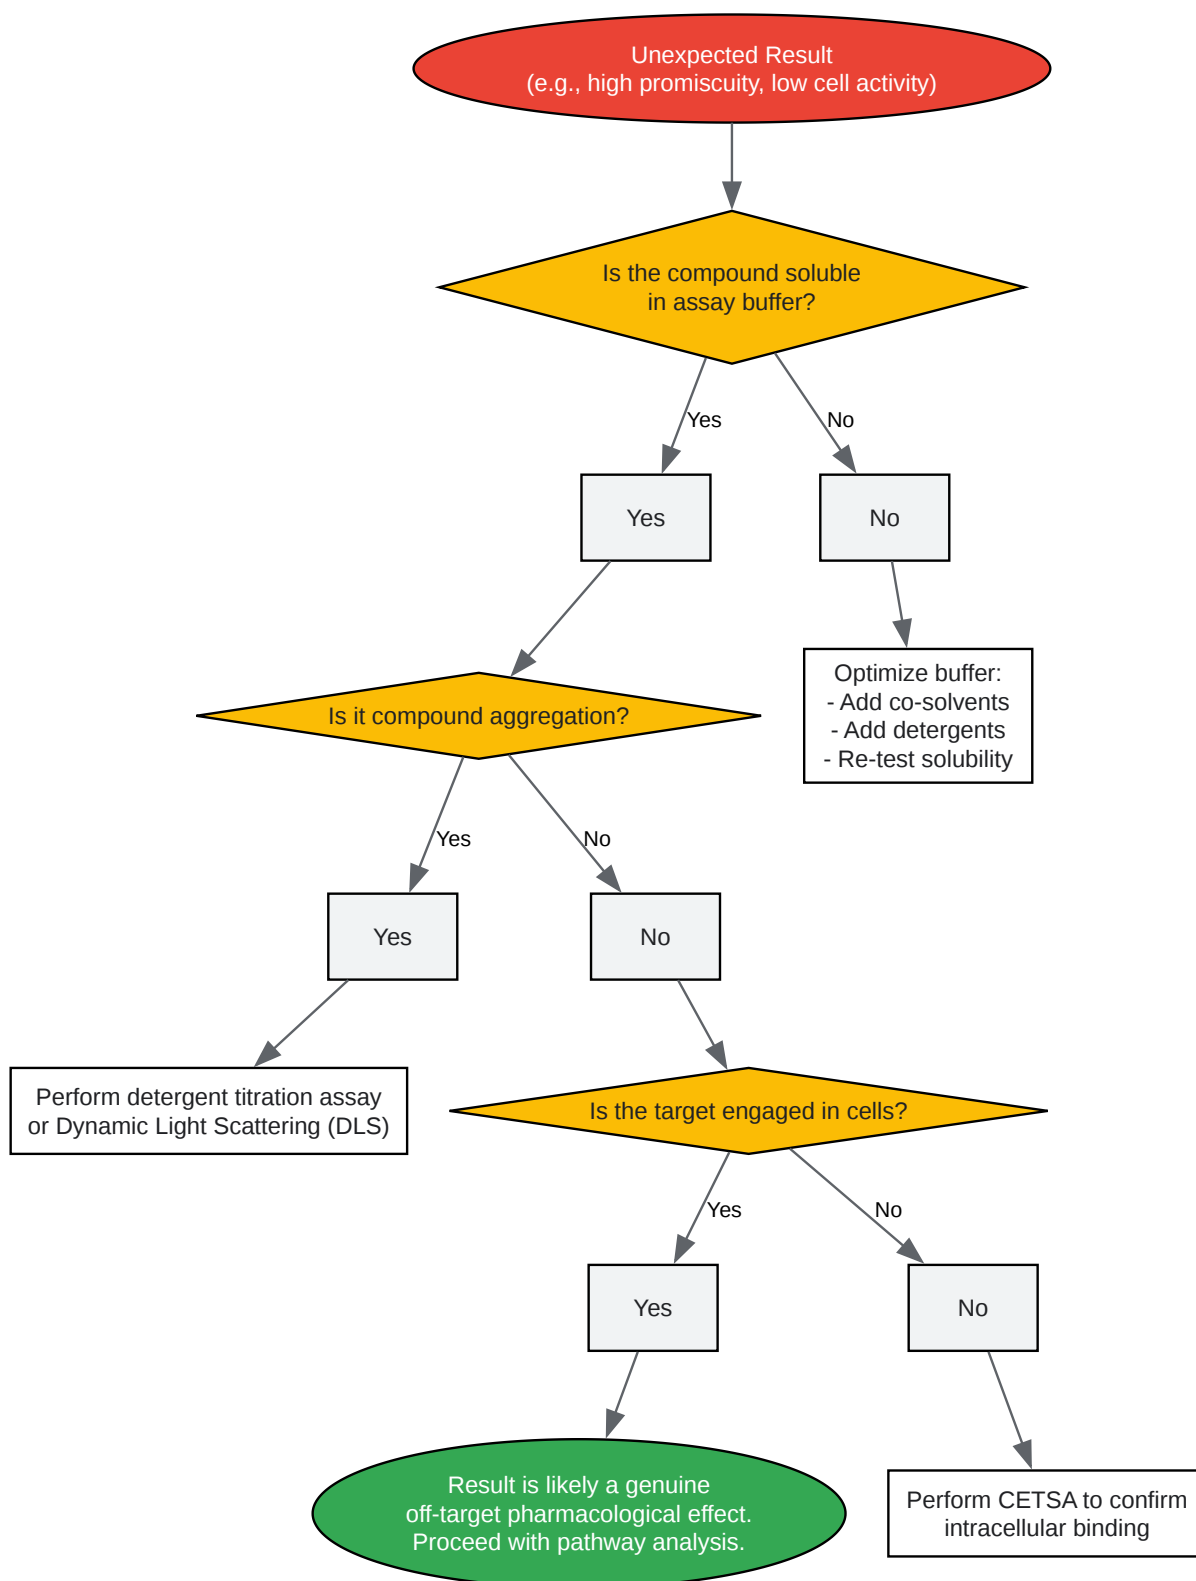 Unexpected Result
(e.g., high promiscuity, low cell activity)
Is the compound soluble
in assay buffer?
Yes
No
Yes
No
Optimize buffer:
- Add co-solvents
- Add detergents
- Re-test solubility
Is it compound aggregation?
Yes
No
Yes
No
Perform detergent titration assay
or Dynamic Light Scattering (DLS)
Is the target engaged in cells?
Yes
No
Yes
No
Result is likely a genuine
off-target pharmacological effect.
Proceed with pathway analysis.
Perform CETSA to confirm
intracellular binding